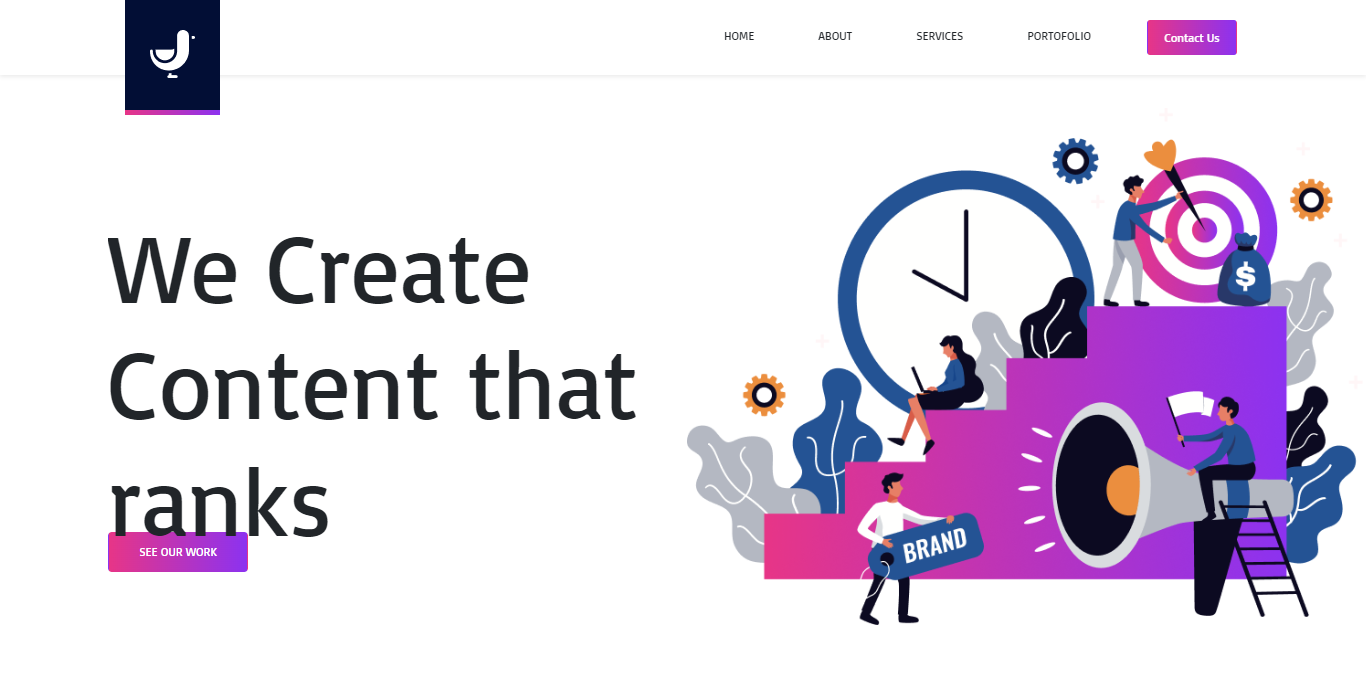 HOME
ABOUT
SERVICES
PORTOFOLIO
Contact Us
We Create
Content that
ranks
SEE OUR WORK
$
BRAND